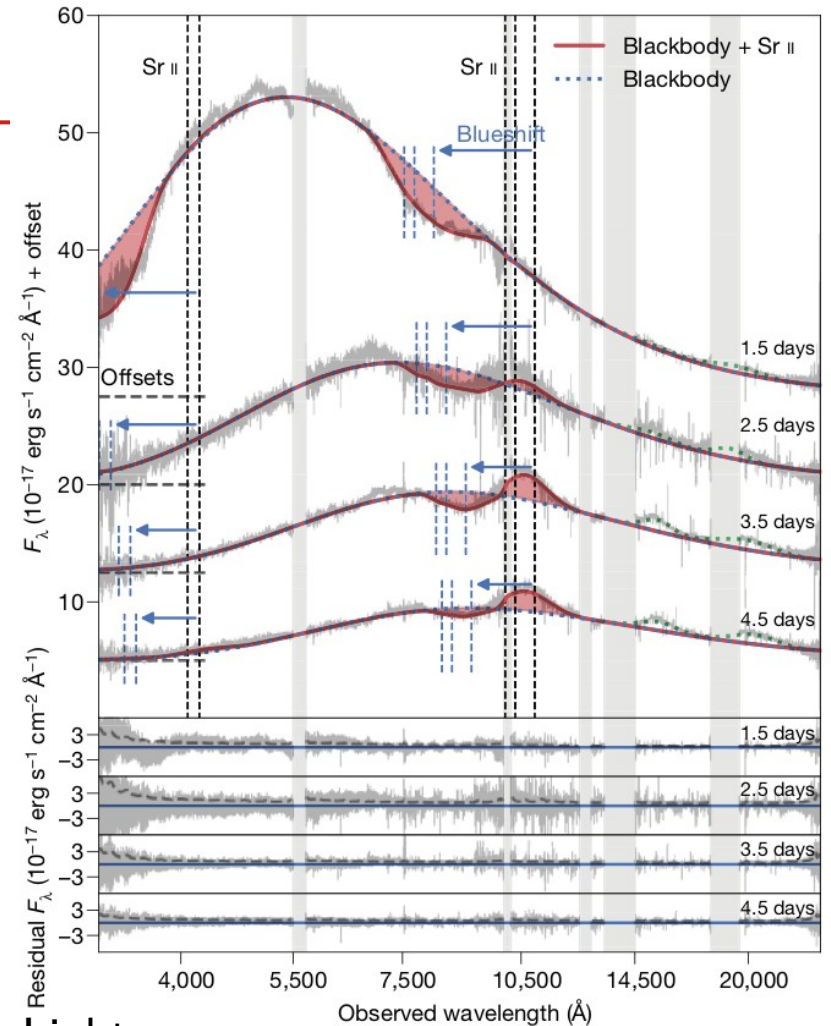 60
50
40
30
20
10
Fλ (10⁻¹⁷ erg s⁻¹ cm⁻² Å⁻¹) + offset
Sr II
Sr II
Blackbody + Sr II
Blackbody
Blueshift
1.5 days
Offsets
2.5 days
3.5 days
4.5 days
Residual Fλ (10⁻¹⁷ erg s⁻¹ cm⁻² Å⁻¹)
3
−3
1.5 days
3
−3
2.5 days
3
−3
3.5 days
3
−3
4.5 days
4,000 5,500 7,500 10,500 14,500 20,000
Observed wavelength (Å)